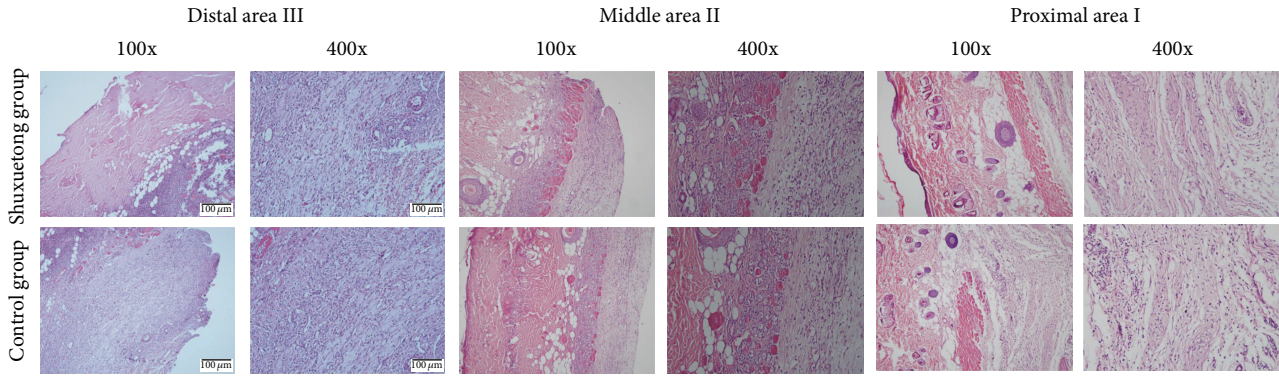 Distal area III Middle area II Proximal area I
100x 400x 100x 400x 100x 400x
Shuxuetong group
100 μm 100 μm
Control group
100 μm 100 μm